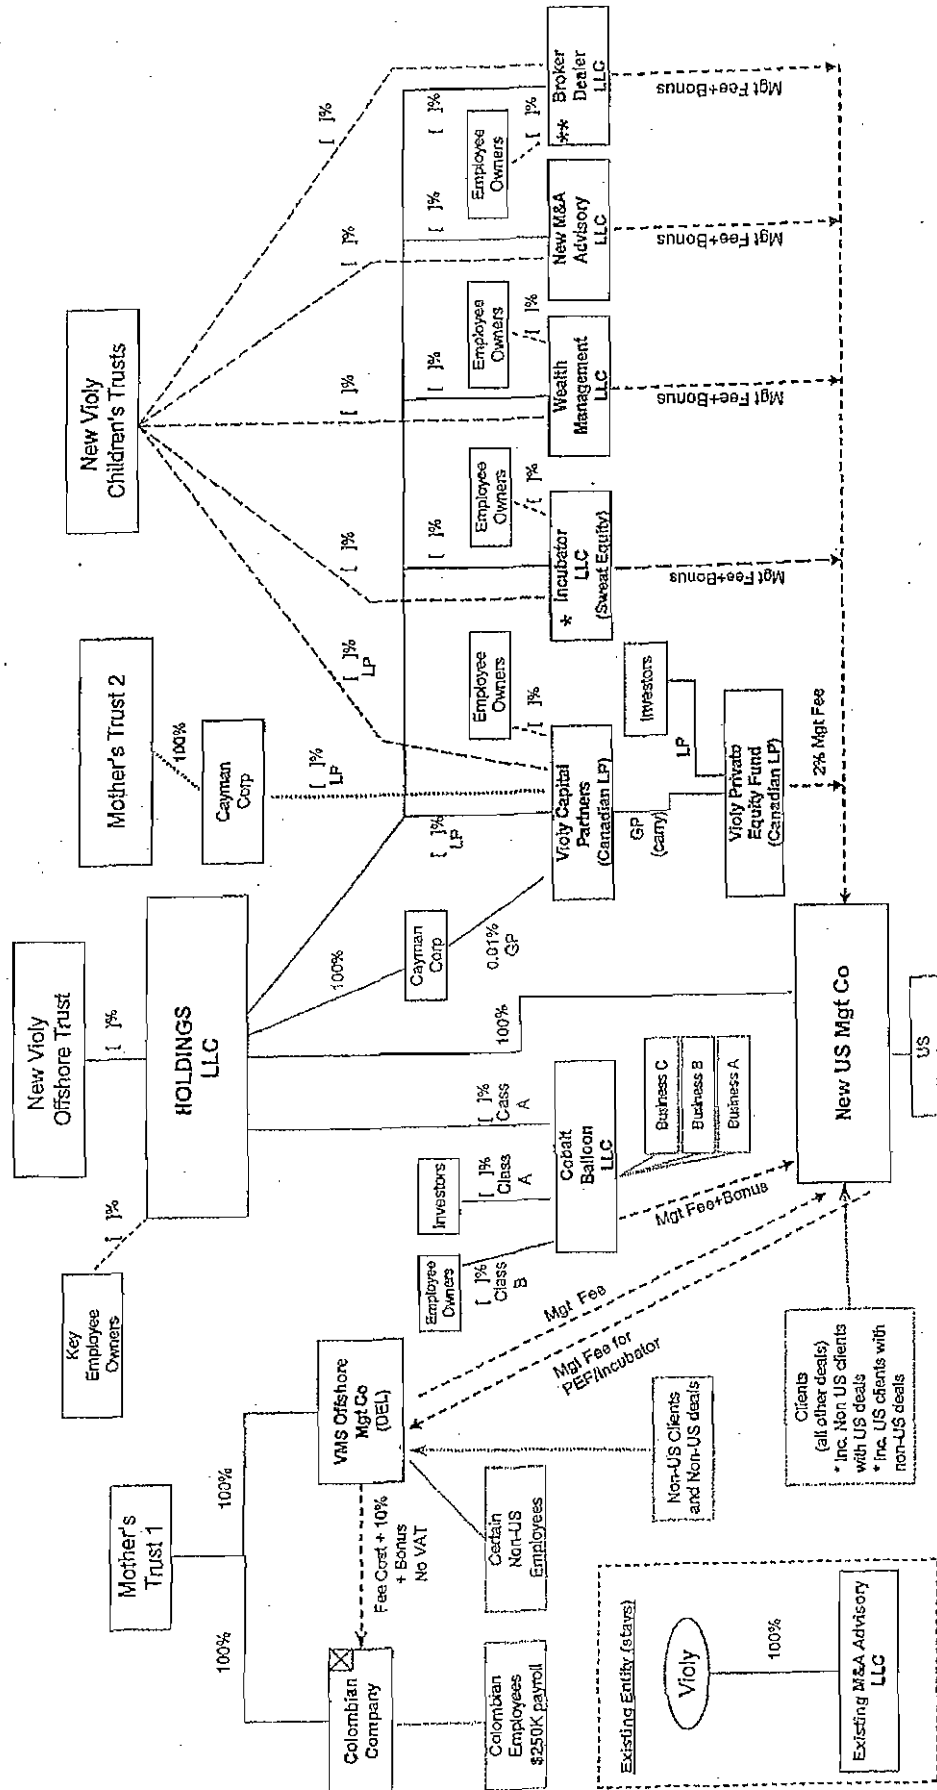 New Violy
Offshore Trust
[ ]%
Key
Employee
Owners
[ ]%
HOLDINGS
LLC
Mother's
Trust 1
100%
100%
Mother's Trust 2
100%
Cayman
Corp
[ ]%
LP
New Violy
Children's Trusts
[ ]%
LP
[ ]%
[ ]%
[ ]%
[ ]%
Colombian
Company
Fee Cost + 10%
+ Bonus
No VAT
VMS Offshore
Mgt Co
(DEL)
Colombian
Employees
$250K payroll
Certain
Non-US
Employees
Non-US Clients
and Non-US deals
Mgt Fee
Mgt Fee for
PEF/Incubator
Employee
Owners
[ ]%
Class
B
Investors
[ ]%
Class
A
[ ]%
Cass
A
Cobalt
Balloon
LLC
Business C
Business B
Business A
Mgt Fee+Bonus
100%
100%
Cayman
Corp
0.01%
GP
[ ]%
LP
Employee
Owners
[ ]%
Violy Capital
Partners
(Canadian LP)
GP
(carry)
Investors
LP
Violy Private
Equity Fund
(Canadian LP)
2% Mgt Fee
[ ]%
Employee
Owners
[ ]%
* Incubator
LLC
(Sweat Equity)
Mgt Fee+Bonus
[ ]%
Employee
Owners
[ ]%
Wealth
Management
LLC
Mgt Fee+Bonus
[ ]%
New M&A
Advisory
LLC
Mgt Fee+Bonus
[ ]%
Employee
Owners
[ ]%
** Broker
Dealer
LLC
Mgt Fee+Bonus
New US Mgt Co
US
Clients
(all other deals)
* Inc. Non US clients
with US deals
* Inc. US clients with
non-US deals
Existing Entity (stays)
Violy
100%
Existing M&A Advisory
LLC